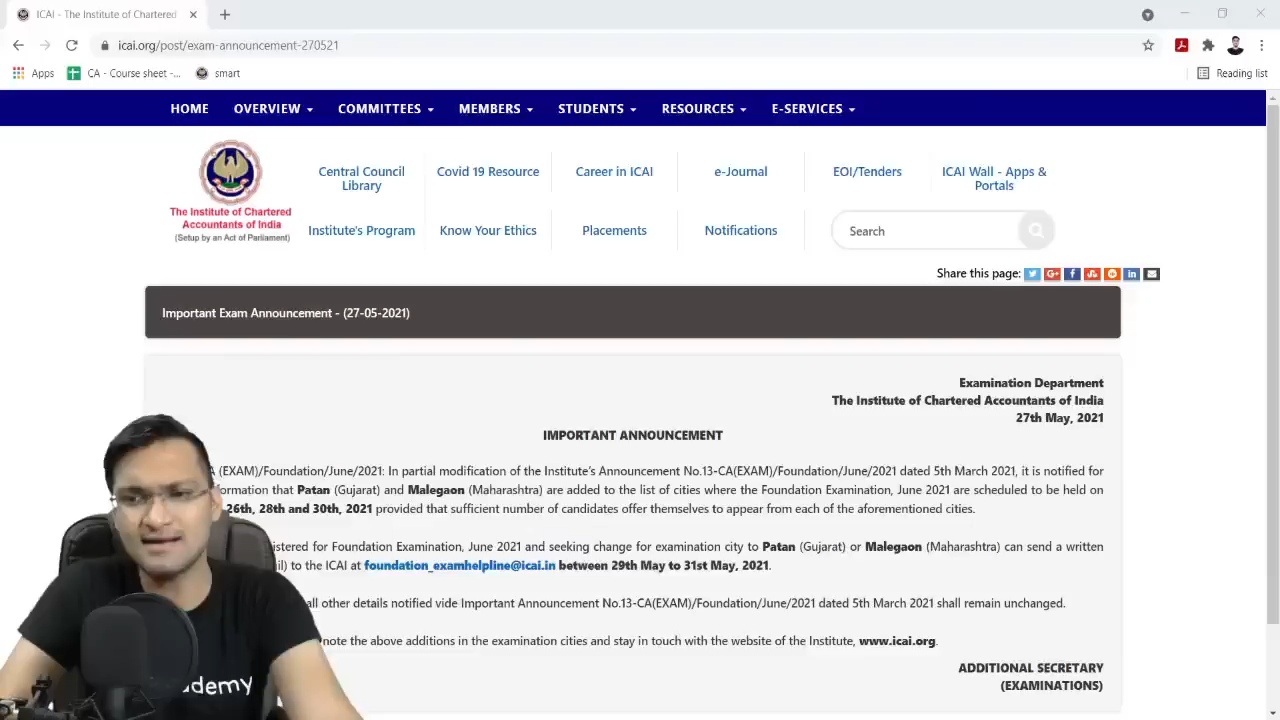 ICAI - The Institute of Chartered
icai.org/post/exam-announcement-270521
Apps CA - Course sheet -... smart Reading list
HOME OVERVIEW COMMITTEES MEMBERS STUDENTS RESOURCES E-SERVICES
Central Council Library
Covid 19 Resource
Career in ICAI
e-Journal
EOI/Tenders
ICAI Wall - Apps & Portals
The Institute of Chartered
Accountants of India
(Setup by an Act of Parliament)
Institute's Program
Know Your Ethics
Placements
Notifications
Search
Share this page:
Important Exam Announcement - (27-05-2021)
Examination Department
The Institute of Chartered Accountants of India
27th May, 2021
IMPORTANT ANNOUNCEMENT
(EXAM)/Foundation/June/2021: In partial modification of the Institute's Announcement No.13-CA(EXAM)/Foundation/June/2021 dated 5th March 2021, it is notified for
that Patan (Gujarat) and Malegaon (Maharashtra) are added to the list of cities where the Foundation Examination, June 2021 are scheduled to be held on
26th, 28th and 30th, 2021 provided that sufficient number of candidates offer themselves to appear from each of the aforementioned cities.
for Foundation Examination, June 2021 and seeking change for examination city to Patan (Gujarat) or Malegaon (Maharashtra) can send a written
to the ICAI at foundation_examhelpline@icai.in between 29th May to 31st May, 2021.
all other details notified vide Important Announcement No.13-CA(EXAM)/Foundation/June/2021 dated 5th March 2021 shall remain unchanged.
note the above additions in the examination cities and stay in touch with the website of the Institute, www.icai.org.
ADDITIONAL SECRETARY
(EXAMINATIONS)